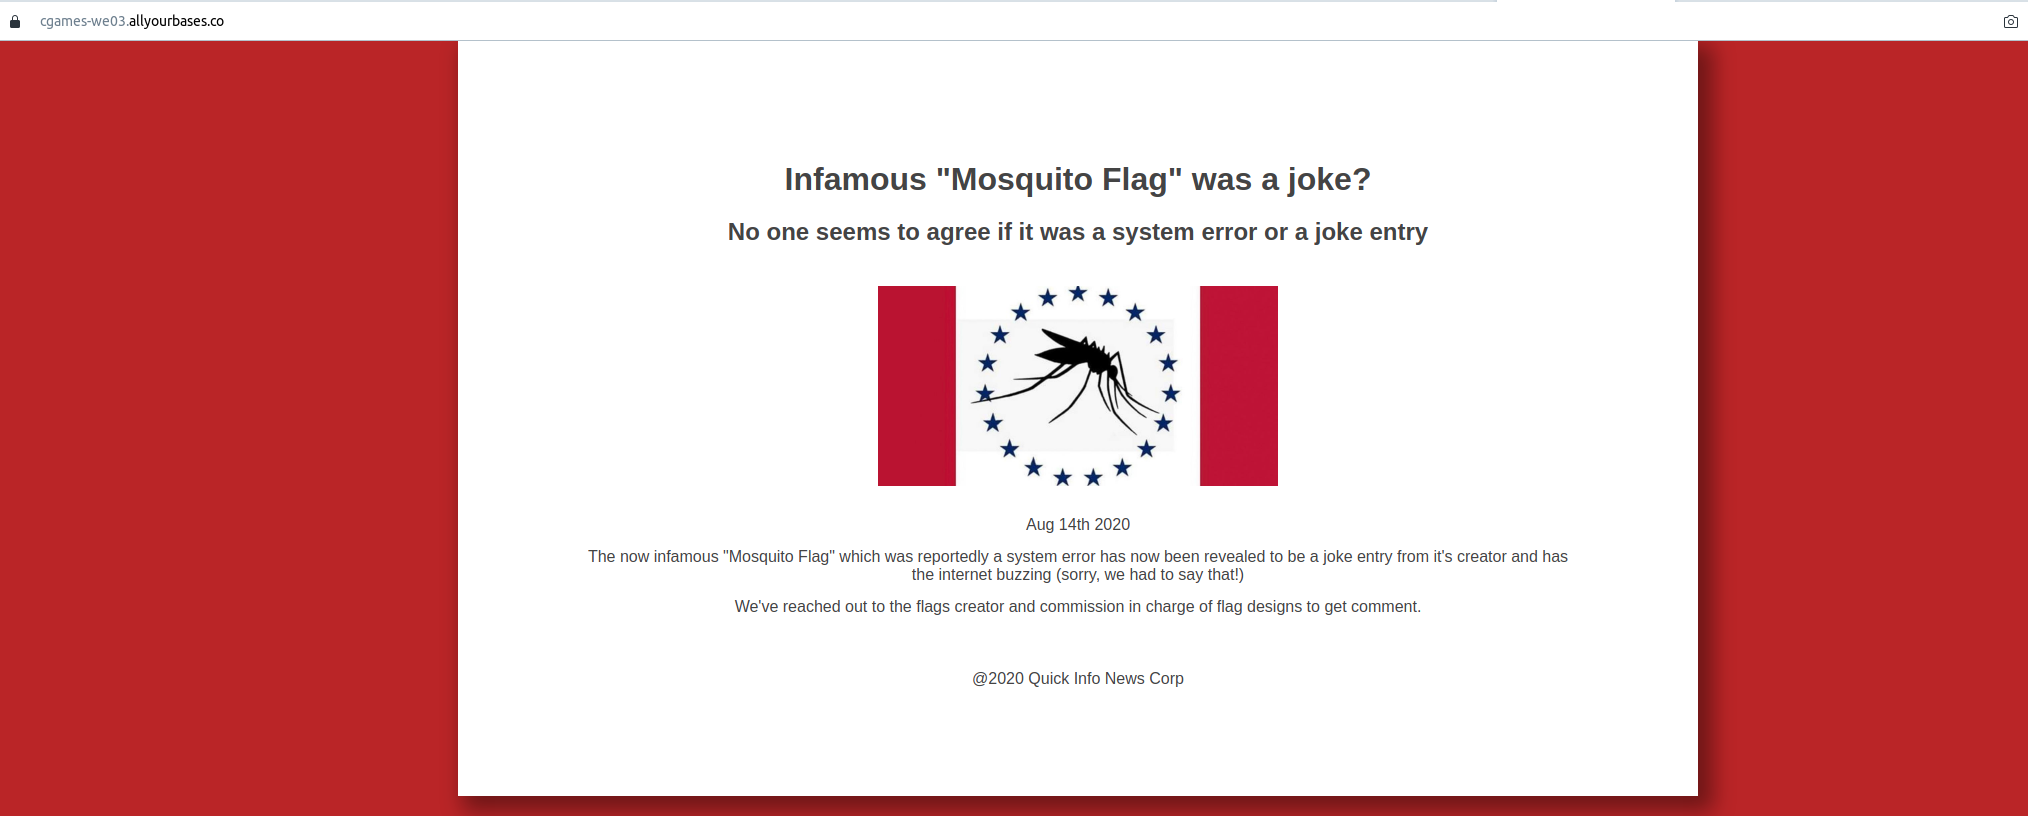 cgames-we03.allyourbases.co
Infamous "Mosquito Flag" was a joke?
No one seems to agree if it was a system error or a joke entry
Aug 14th 2020
The now infamous "Mosquito Flag" which was reportedly a system error has now been revealed to be a joke entry from it's creator and has
the internet buzzing (sorry, we had to say that!)
We've reached out to the flags creator and commission in charge of flag designs to get comment.
@2020 Quick Info News Corp